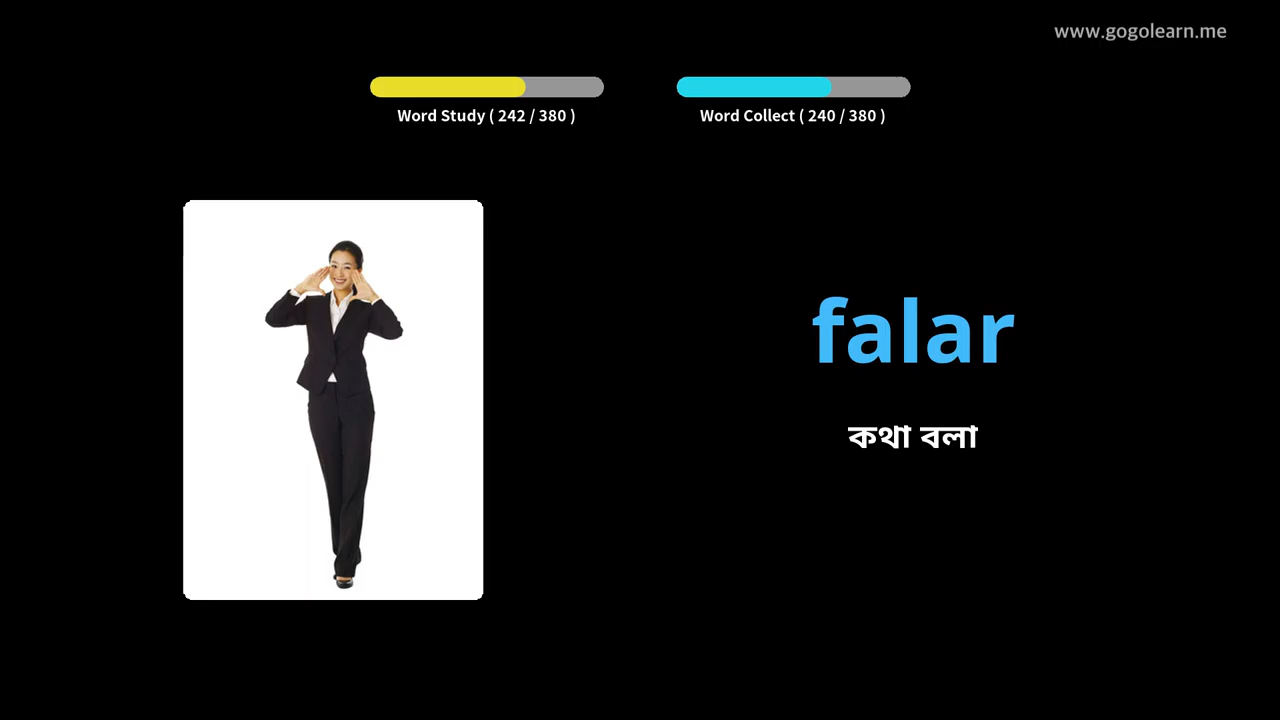 www.gogolearn.me
Word Study ( 242 / 380 )
Word Collect ( 240 / 380 )
falar
কথা বলা